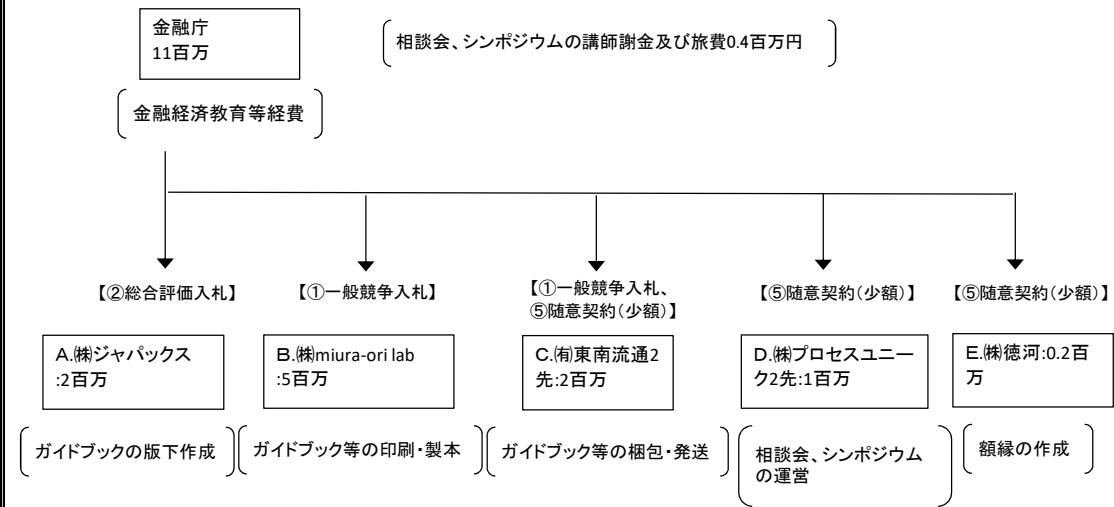 金融庁
11百万
相談会、シンポジウムの講師謝金及び旅費0.4百万円
金融経済教育等経費
【②総合評価入札】
【①一般競争入札】
【①一般競争入札、
⑤随意契約(少額)】
【⑤随意契約(少額)】
【⑤随意契約(少額)】
A.㈱ジャパックス
:2百万
B.㈱miura-ori lab
:5百万
C.㈲東南流通2
先:2百万
D.㈱プロセスユニー
ク2先:1百万
E.㈱徳河:0.2百
万
ガイドブックの版下作成
ガイドブック等の印刷・製本
ガイドブック等の梱包・発送
相談会、シンポジウム
の運営
額縁の作成